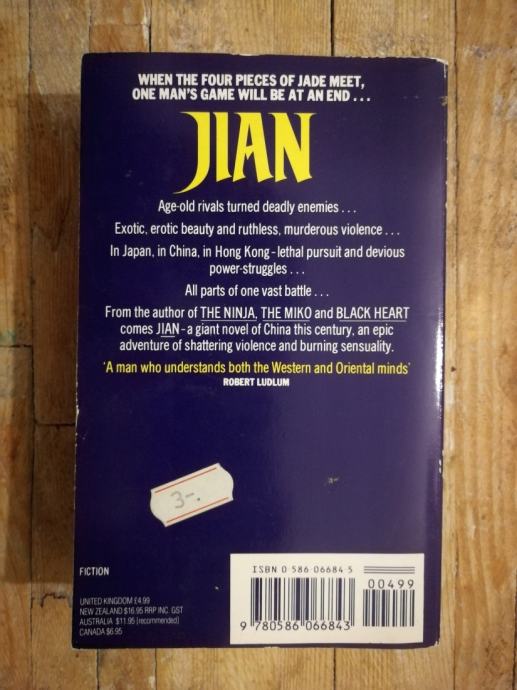 WHEN THE FOUR PIECES OF JADE MEET,
ONE MAN'S GAME WILL BE AT AN END...
JIAN
Age-old rivals turned deadly enemies...
Exotic, erotic beauty and ruthless, murderous violence...
In Japan, in China, in Hong Kong-lethal pursuit and devious
power-struggles...
All parts of one vast battle...
From the author of THE NINJA, THE MIKO and BLACK HEART
comes JIAN-a giant novel of China this century, an epic
adventure of shattering violence and burning sensuality.
'A man who understands both the Western and Oriental minds'
ROBERT LUDLUM
3-.
FICTION
UNITED KINGDOM £4.99
NEW ZEALAND $16.95 RRP INC. GST
AUSTRALIA $11.95 (recommended)
CANADA $6.95
ISBN 0-586-06684-5
00499
9 780586 066843